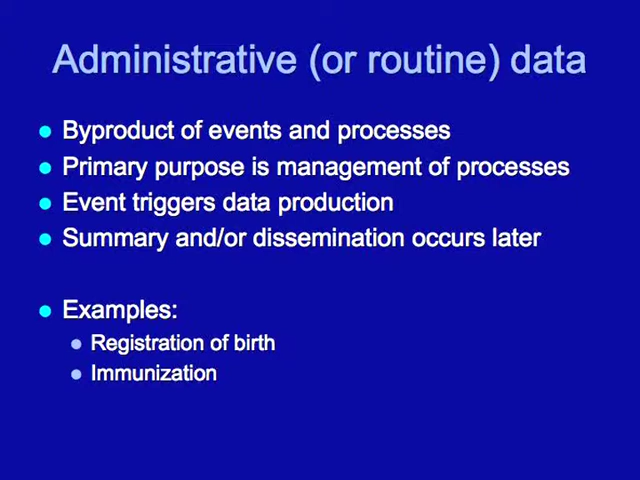 Administrative (or routine) data
Byproduct of events and processes
Primary purpose is management of processes
Event triggers data production
Summary and/or dissemination occurs later
Examples:
Registration of birth
Immunization